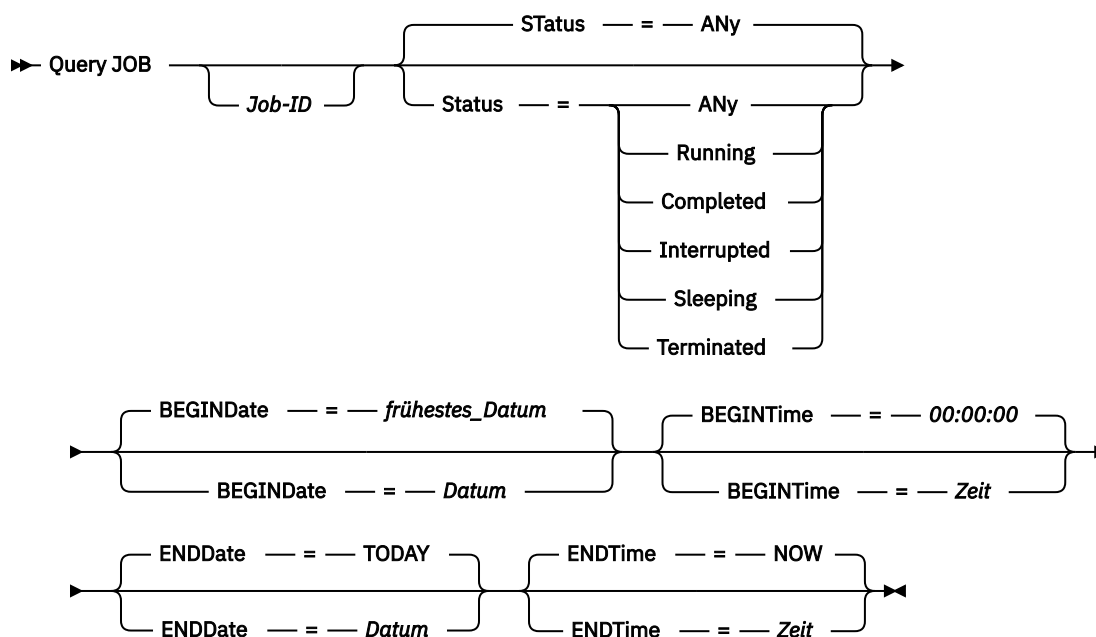 STatus = ANy
Query JOB
Job-ID
Status = ANy
Running
Completed
Interrupted
Sleeping
Terminated
BEGINDate = frühestes_Datum BEGINTime = 00:00:00
BEGINDate = Datum BEGINTime = Zeit
ENDDate = TODAY ENDTime = NOW
ENDDate = Datum ENDTime = Zeit